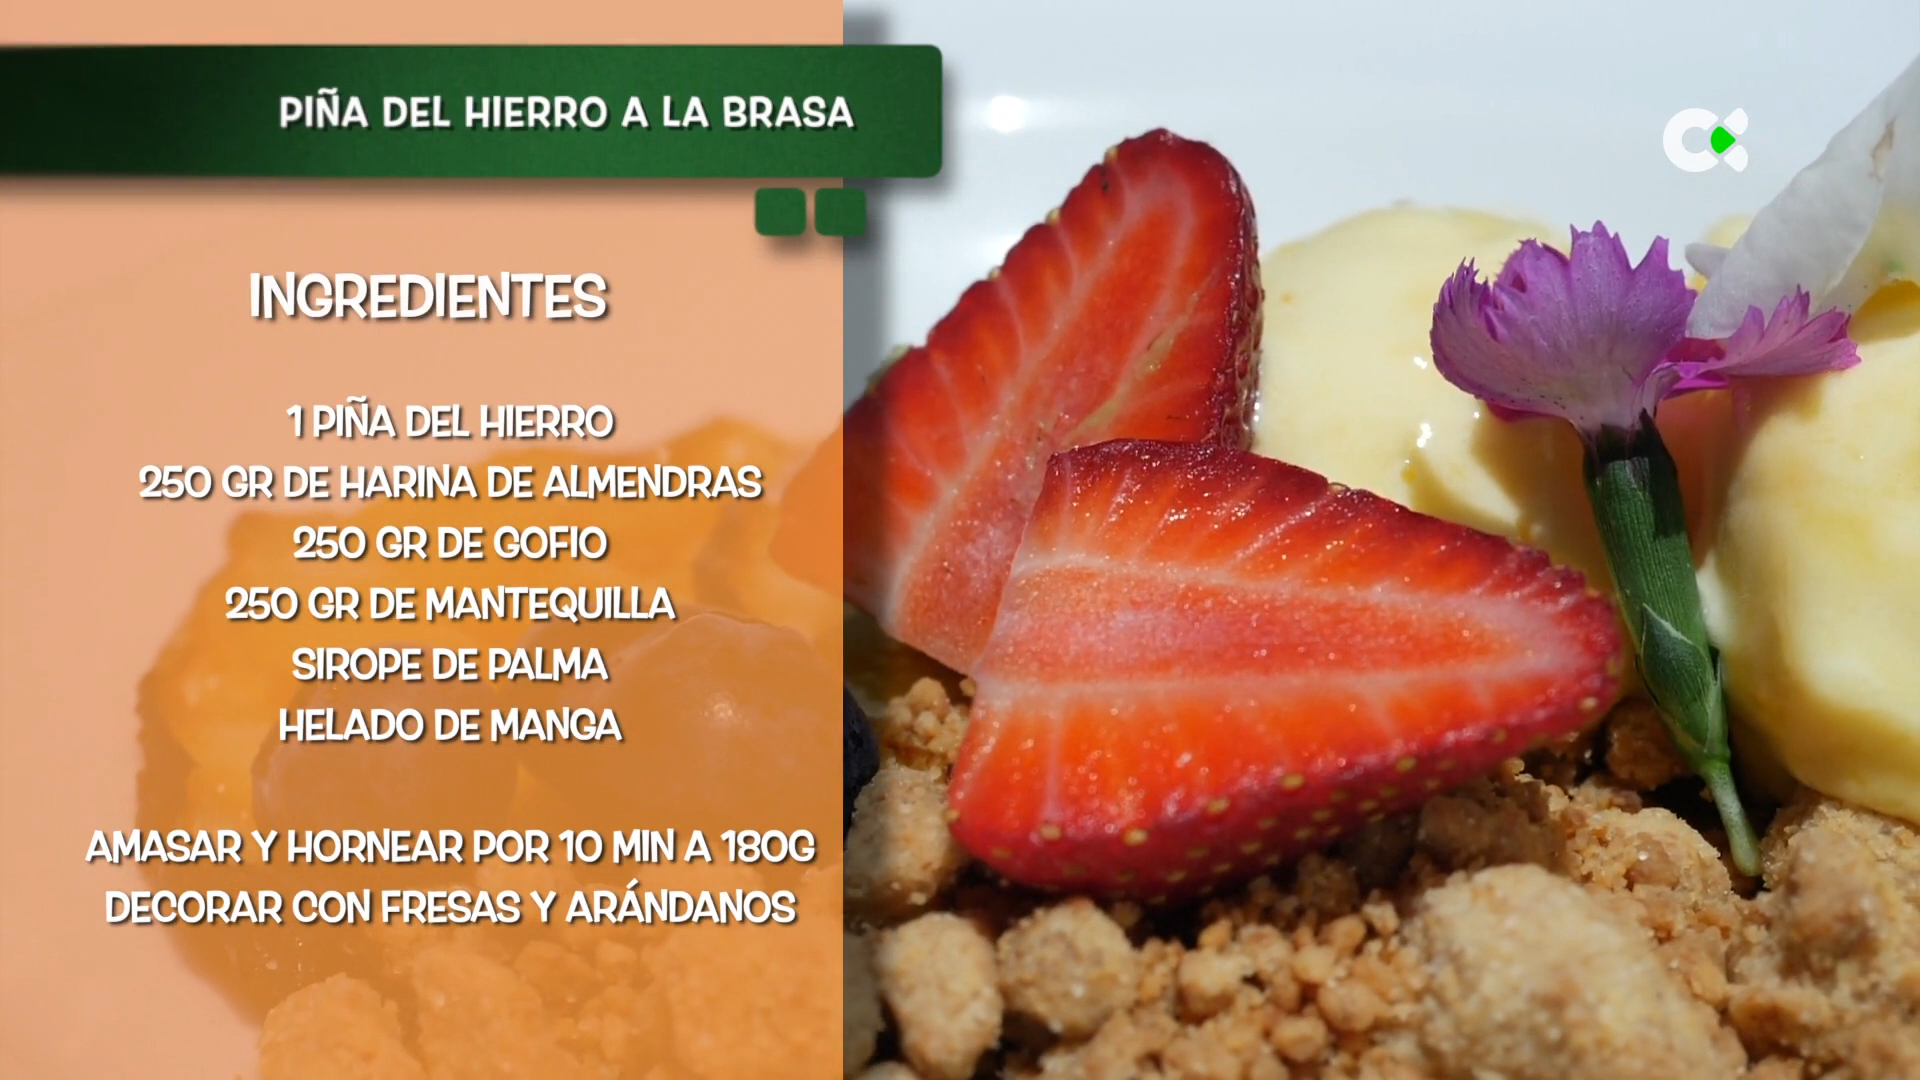 PIÑA DEL HIERRO A LA BRASA
INGREDIENTES
1 PIÑA DEL HIERRO
250 GR DE HARINA DE ALMENDRAS
250 GR DE GOFIO
250 GR DE MANTEQUILLA
SIROPE DE PALMA
HELADO DE MANGA
AMASAR Y HORNEAR POR 10 MIN A 180G
DECORAR CON FRESAS Y ARÁNDANOS